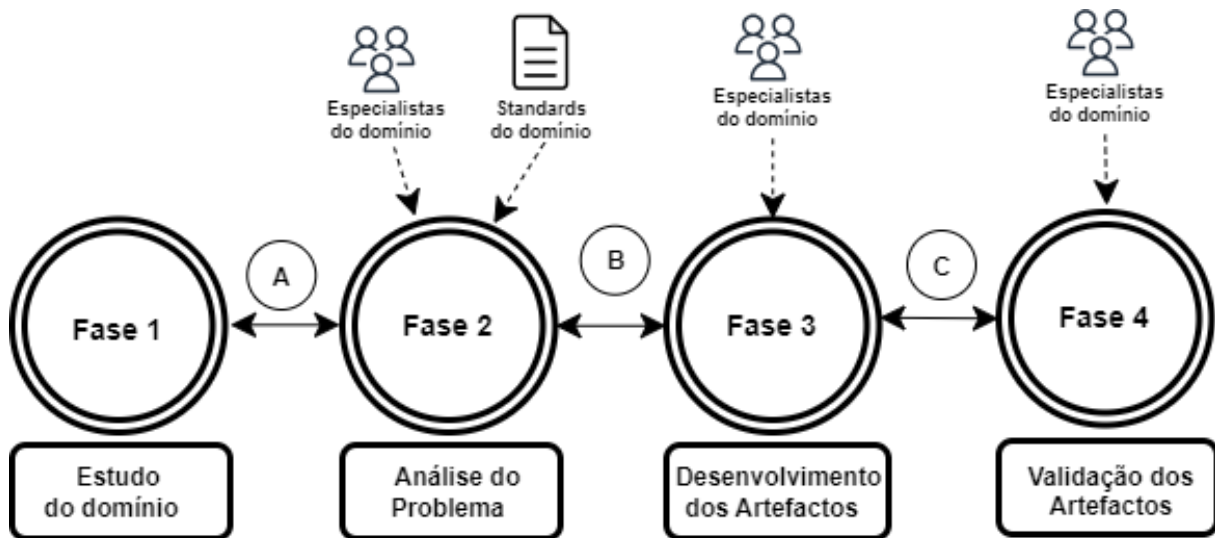 Especialistas
do domínio
Standards
do domínio
Especialistas
do domínio
Especialistas
do domínio
A
B
C
Fase 1
Fase 2
Fase 3
Fase 4
Estudo
do domínio
Análise do
Problema
Desenvolvimento
dos Artefactos
Validação dos
Artefactos